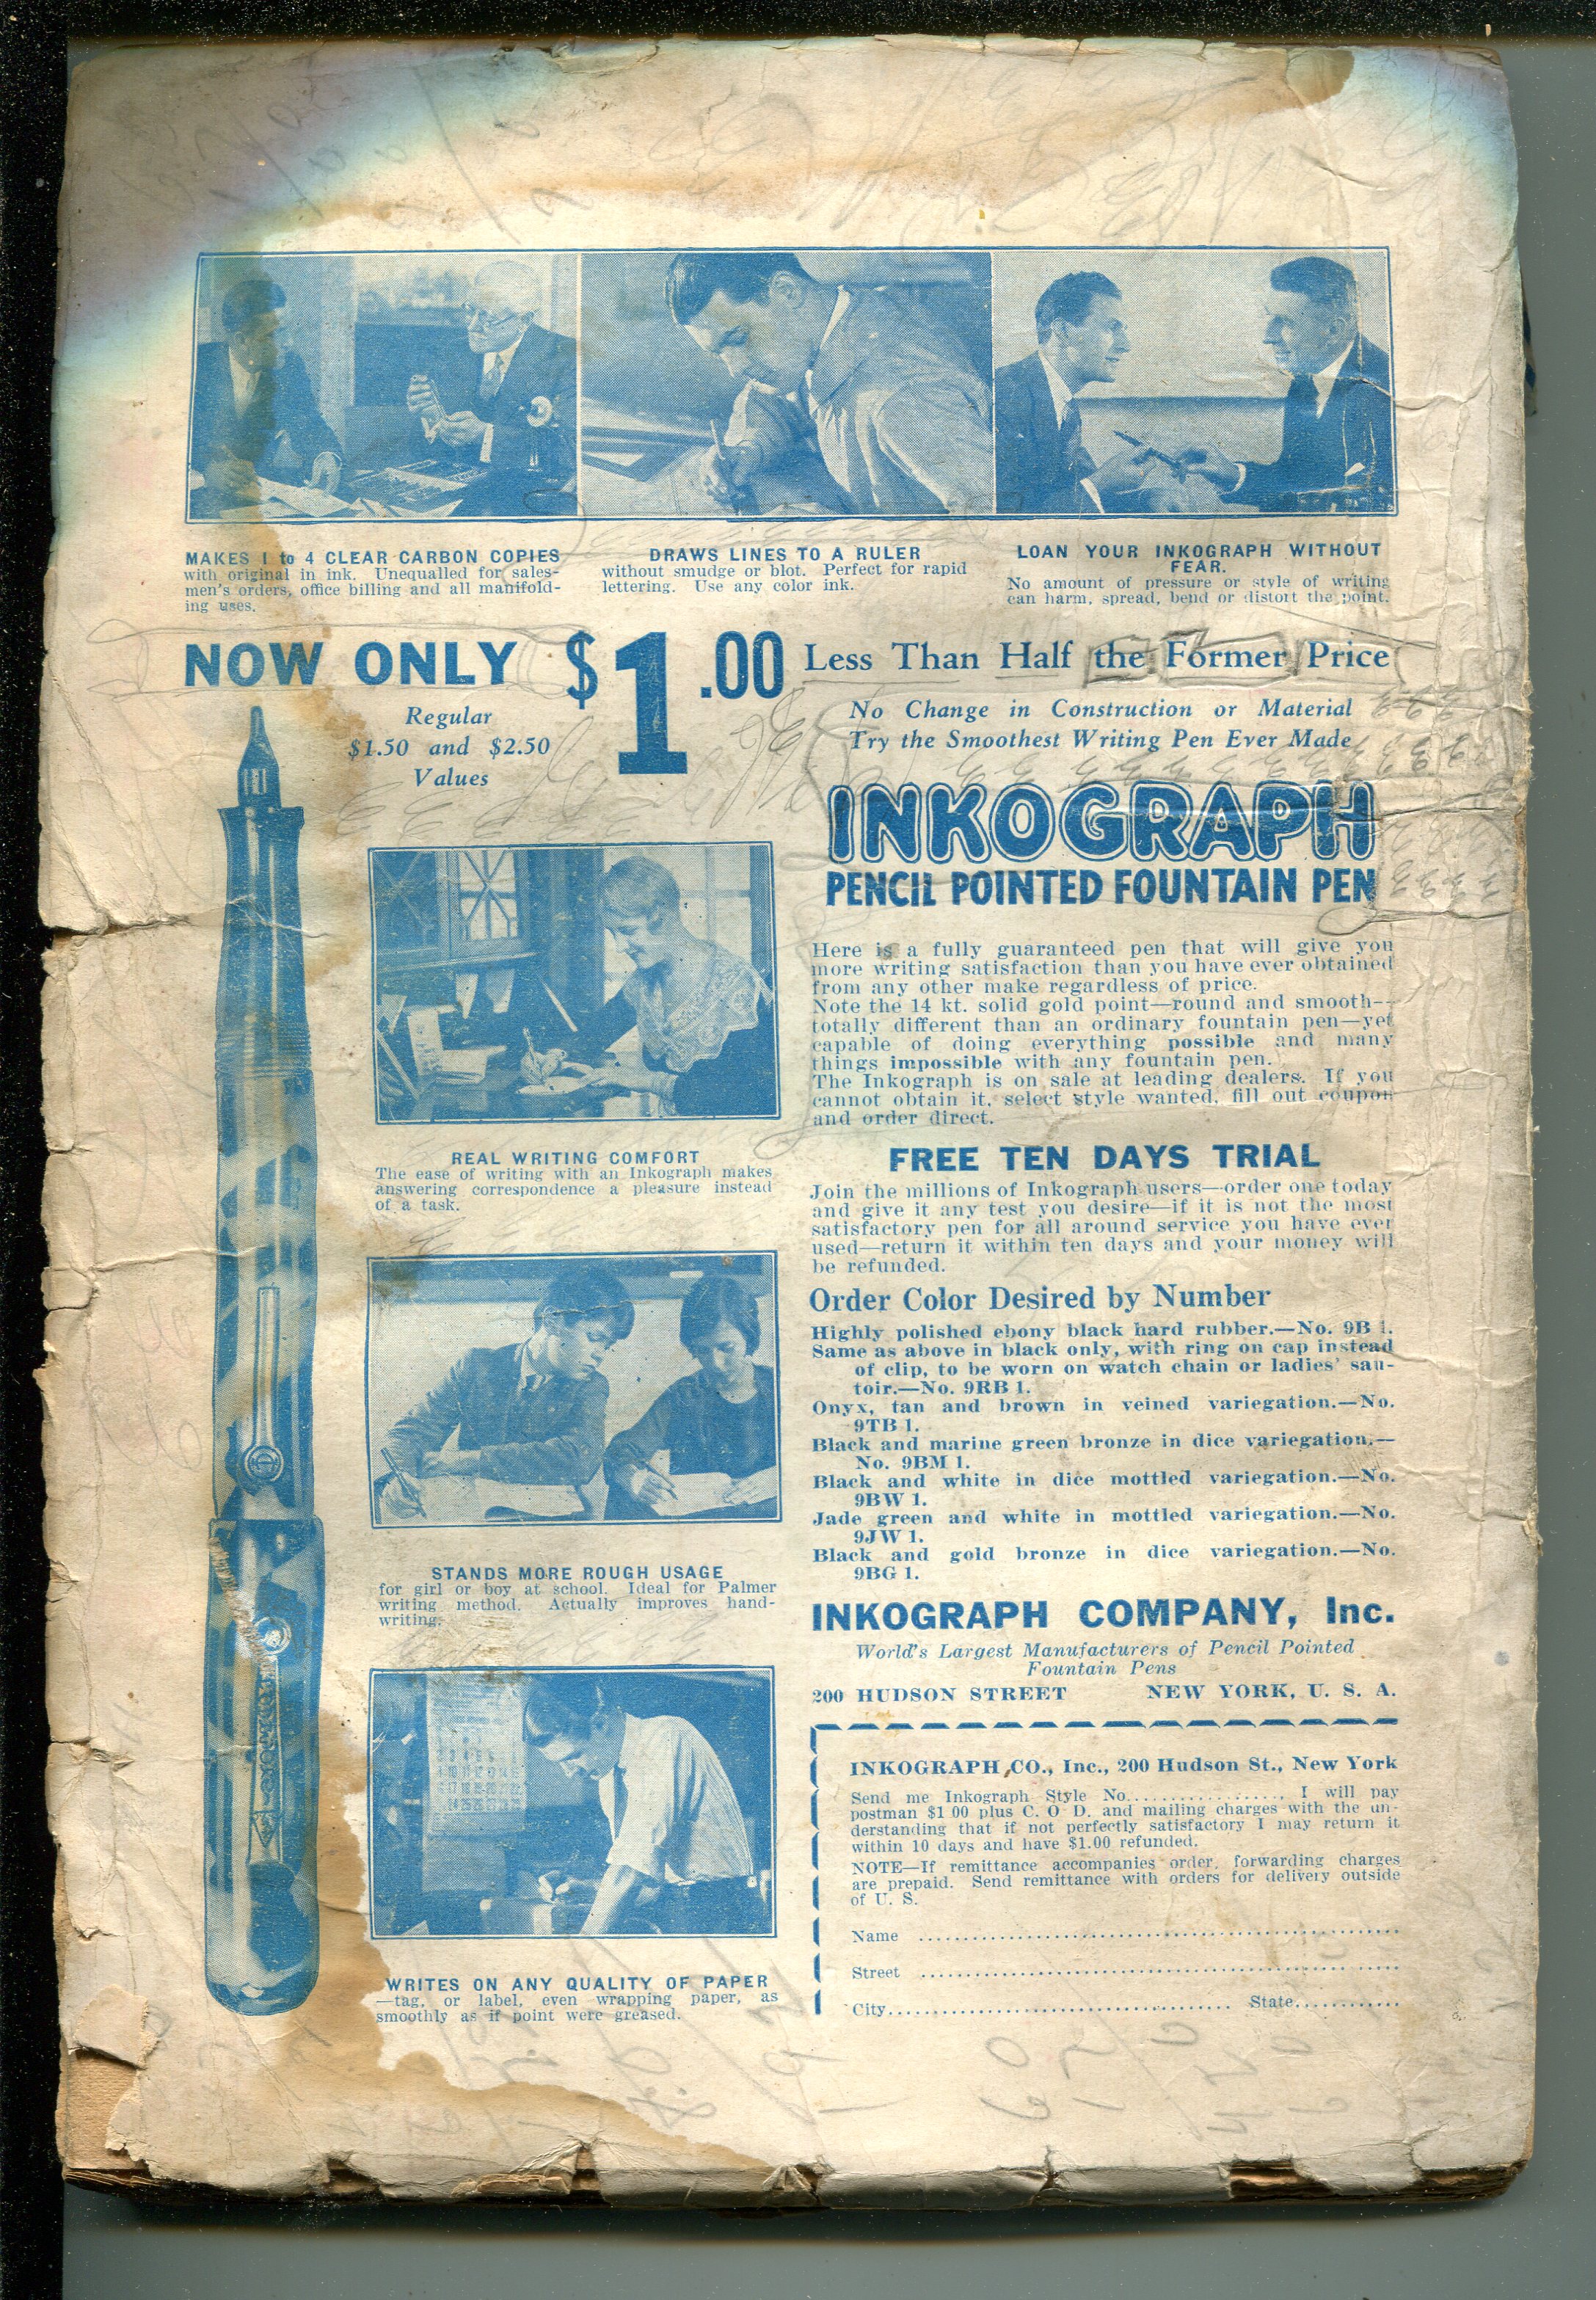 MAKES 1 to 4 CLEAR CARBON COPIES
with original in ink. Unequalled for sales-
men's orders, office billing and all manifold-
ing uses.
DRAWS LINES TO A RULER
without smudge or blot. Perfect for rapid
lettering. Use any color ink.
LOAN YOUR INKOGRAPH WITHOUT
FEAR.
No amount of pressure or style of writing
can harm, spread, bend or distort the point.
NOW ONLY $1.00 Less Than Half the Former Price
Regular
$1.50 and $2.50
Values
No Change in Construction or Material
Try the Smoothest Writing Pen Ever Made
INKOGRAPH
PENCIL POINTED FOUNTAIN PEN
Here is a fully guaranteed pen that will give you
more writing satisfaction than you have ever obtained
from any other make regardless of price.
Note the 14 kt. solid gold point—round and smooth—
totally different than an ordinary fountain pen—yet
capable of doing everything possible and many
things impossible with any fountain pen.
The Inkograph is on sale at leading dealers. If you
cannot obtain it, select style wanted, fill out coupon
and order direct.
REAL WRITING COMFORT
The ease of writing with an Inkograph makes
answering correspondence a pleasure instead
of a task.
FREE TEN DAYS TRIAL
Join the millions of Inkograph users—order one today
and give it any test you desire—if it is not the most
satisfactory pen for all around service you have ever
used—return it within ten days and your money will
be refunded.
Order Color Desired by Number
Highly polished ebony black hard rubber.—No. 9B 1.
Same as above in black only, with ring on cap instead
of clip, to be worn on watch chain or ladies' sau-
toir.—No. 9RB 1.
Onyx, tan and brown in veined variegation.—No.
9TB 1.
Black and marine green bronze in dice variegation.—
No. 9BM 1.
Black and white in dice mottled variegation.—No.
9BW 1.
Jade green and white in mottled variegation.—No.
9JW 1.
Black and gold bronze in dice variegation.—No.
9BG 1.
STANDS MORE ROUGH USAGE
for girl or boy at school. Ideal for Palmer
writing method. Actually improves hand-
writing.
INKOGRAPH COMPANY, Inc.
World's Largest Manufacturers of Pencil Pointed
Fountain Pens
200 HUDSON STREET NEW YORK, U. S. A.
INKOGRAPH CO., Inc., 200 Hudson St., New York
Send me Inkograph Style No.................., I will pay
postman $1 00 plus C. O D. and mailing charges with the un-
derstanding that if not perfectly satisfactory I may return it
within 10 days and have $1.00 refunded.
NOTE—If remittance accompanies order, forwarding charges
are prepaid. Send remittance with orders for delivery outside
of U. S.
Name
Street
City State
WRITES ON ANY QUALITY OF PAPER
—tag, or label, even wrapping paper, as
smoothly as if point were greased.